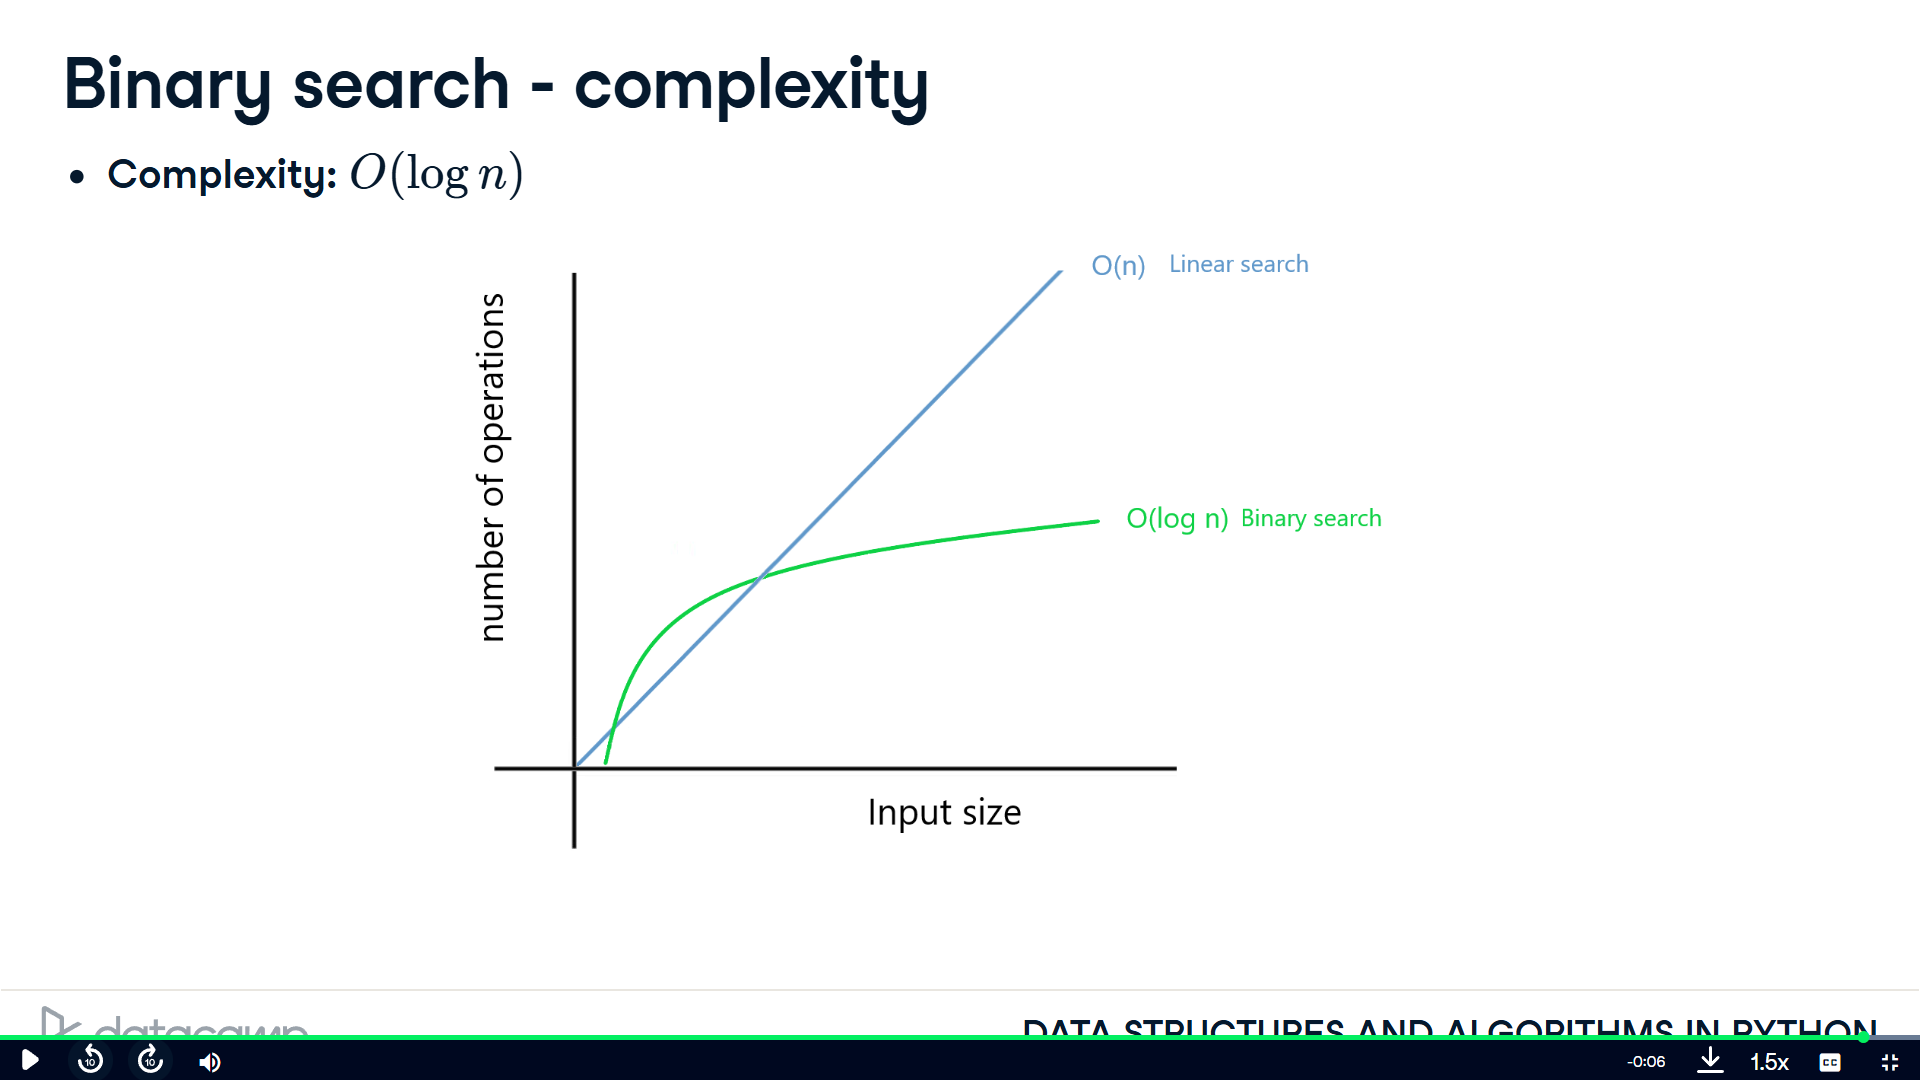 Binary search - complexity
• Complexity: O(log n)
O(n) Linear search
number of operations
O(log n) Binary search
Input size
datacamp
DATA STRUCTURES AND ALGORITHMS IN PYTHON
10 10 -0:06 1.5x CC